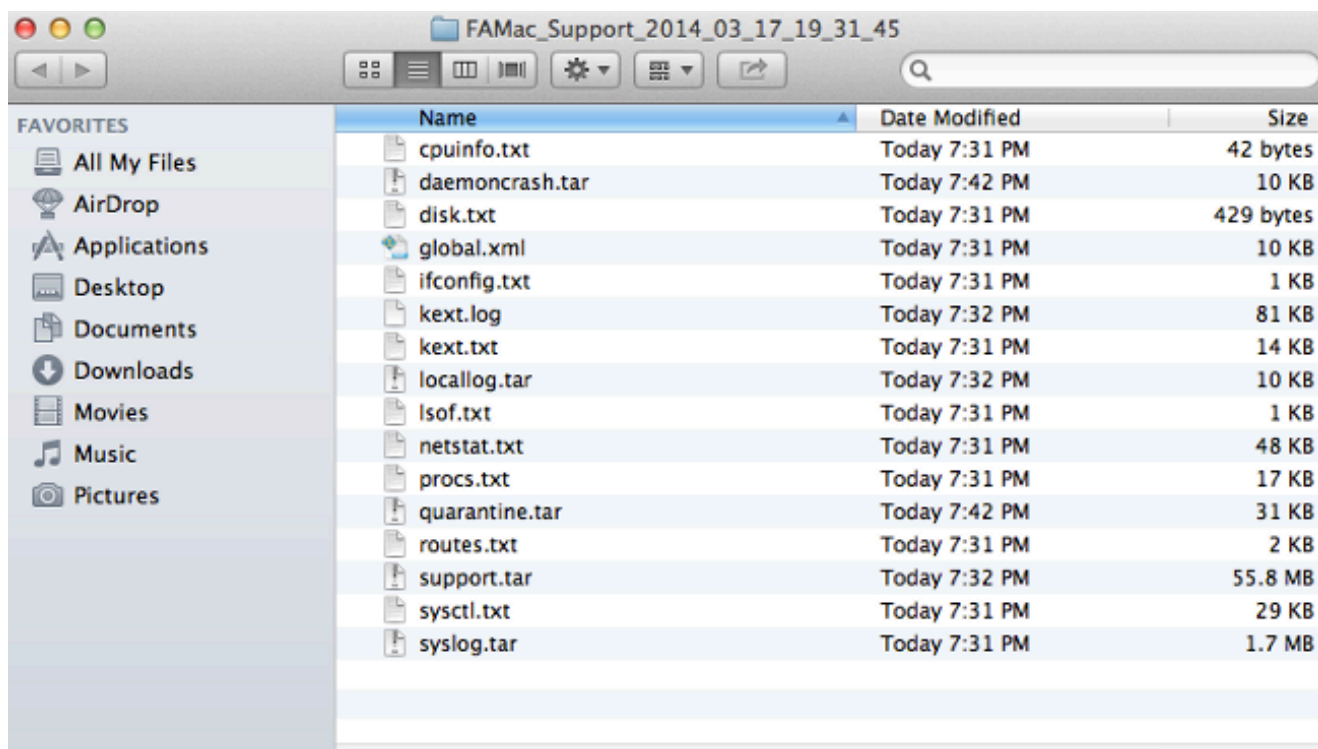 FAMac_Support_2014_03_17_19_31_45
FAVORITES
All My Files
AirDrop
Applications
Desktop
Documents
Downloads
Movies
Music
Pictures
Name Date Modified Size
cpuinfo.txt Today 7:31 PM 42 bytes
daemoncrash.tar Today 7:42 PM 10 KB
disk.txt Today 7:31 PM 429 bytes
global.xml Today 7:31 PM 10 KB
ifconfig.txt Today 7:31 PM 1 KB
kext.log Today 7:32 PM 81 KB
kext.txt Today 7:31 PM 14 KB
locallog.tar Today 7:32 PM 10 KB
lsof.txt Today 7:31 PM 1 KB
netstat.txt Today 7:31 PM 48 KB
procs.txt Today 7:31 PM 17 KB
quarantine.tar Today 7:42 PM 31 KB
routes.txt Today 7:31 PM 2 KB
support.tar Today 7:32 PM 55.8 MB
sysctl.txt Today 7:31 PM 29 KB
syslog.tar Today 7:31 PM 1.7 MB